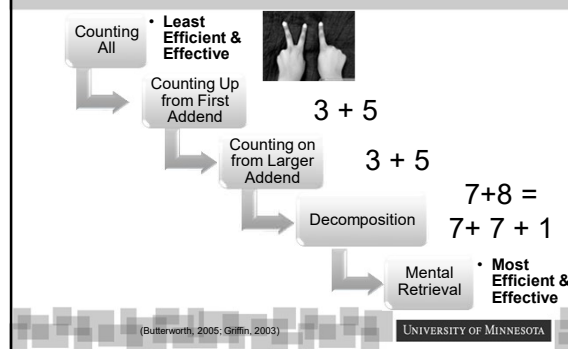 Counting
All
• Least
Efficient &
Effective
Counting Up
from First
Addend
3 + 5
Counting on
from Larger
Addend
3 + 5
Decomposition
7+8 =
7+ 7 + 1
Mental
Retrieval
• Most
Efficient &
Effective
(Butterworth, 2005; Griffin, 2003)
UNIVERSITY OF MINNESOTA